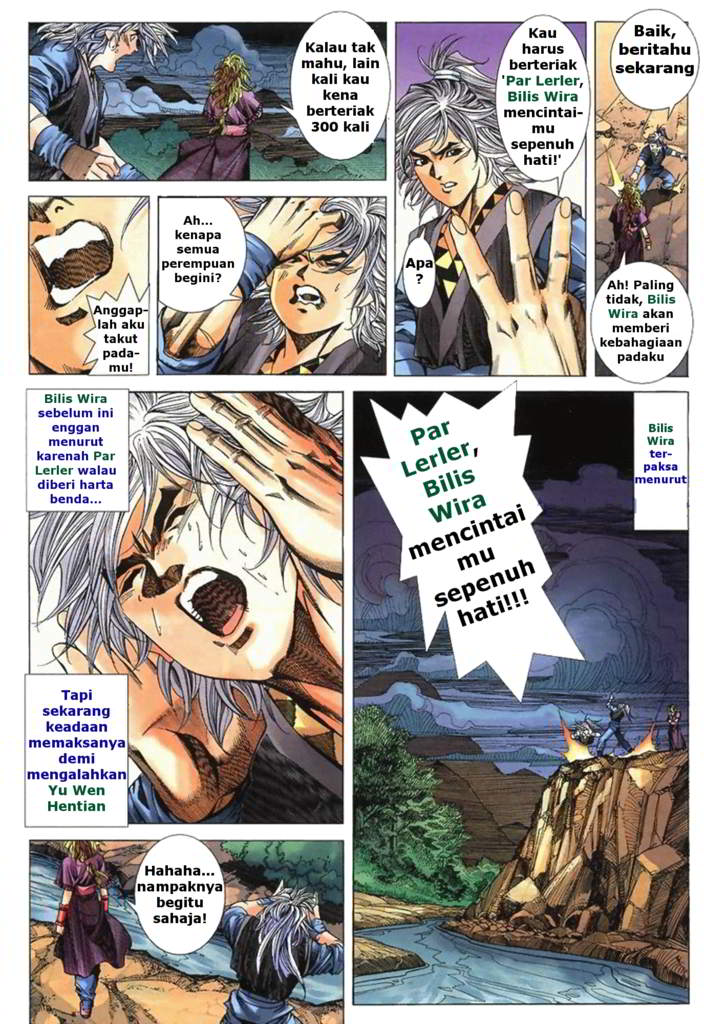 Kalau tak
mahu, lain
kali kau
kena
berteriak
300 kali
Kau
harus
berteriak
'Par Lerler,
Bilis Wira
mencintai-
mu
sepenuh
hati!'
Apa
?
Baik,
beritahu
sekarang
Ah! Paling
tidak, Bilis
Wira akan
memberi
kebahagiaan
padaku
Anggap-
lah aku
takut
pada-
mu!
Ah...
kenapa
semua
perempuan
begini?
Bilis Wira
sebelum ini
enggan
menurut
karenah Par
Lerler walau
diberi harta
benda...
Tapi
sekarang
keadaan
memaksanya
demi
mengalahkan
Yu Wen
Hentian
Par
Lerler,
Bilis
Wira
mencintai
mu
sepenuh
hati!!!
Bilis
Wira
ter-
paksa
menurut
Hahaha...
nampaknya
begitu
sahaja!